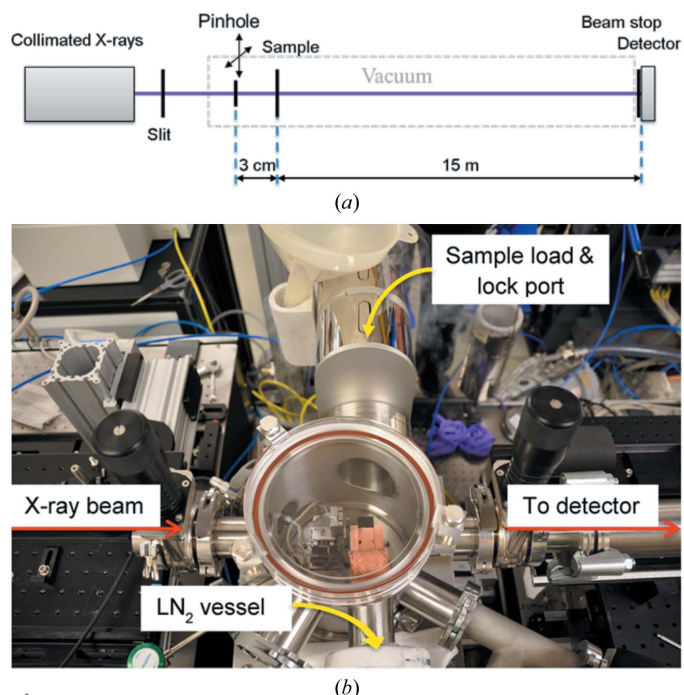 Pinhole
Collimated X-rays
Sample
Beam stop
Detector
Vacuum
Slit
3 cm
15 m
(a)
Sample load &
lock port
X-ray beam
To detector
LN₂ vessel
(b)